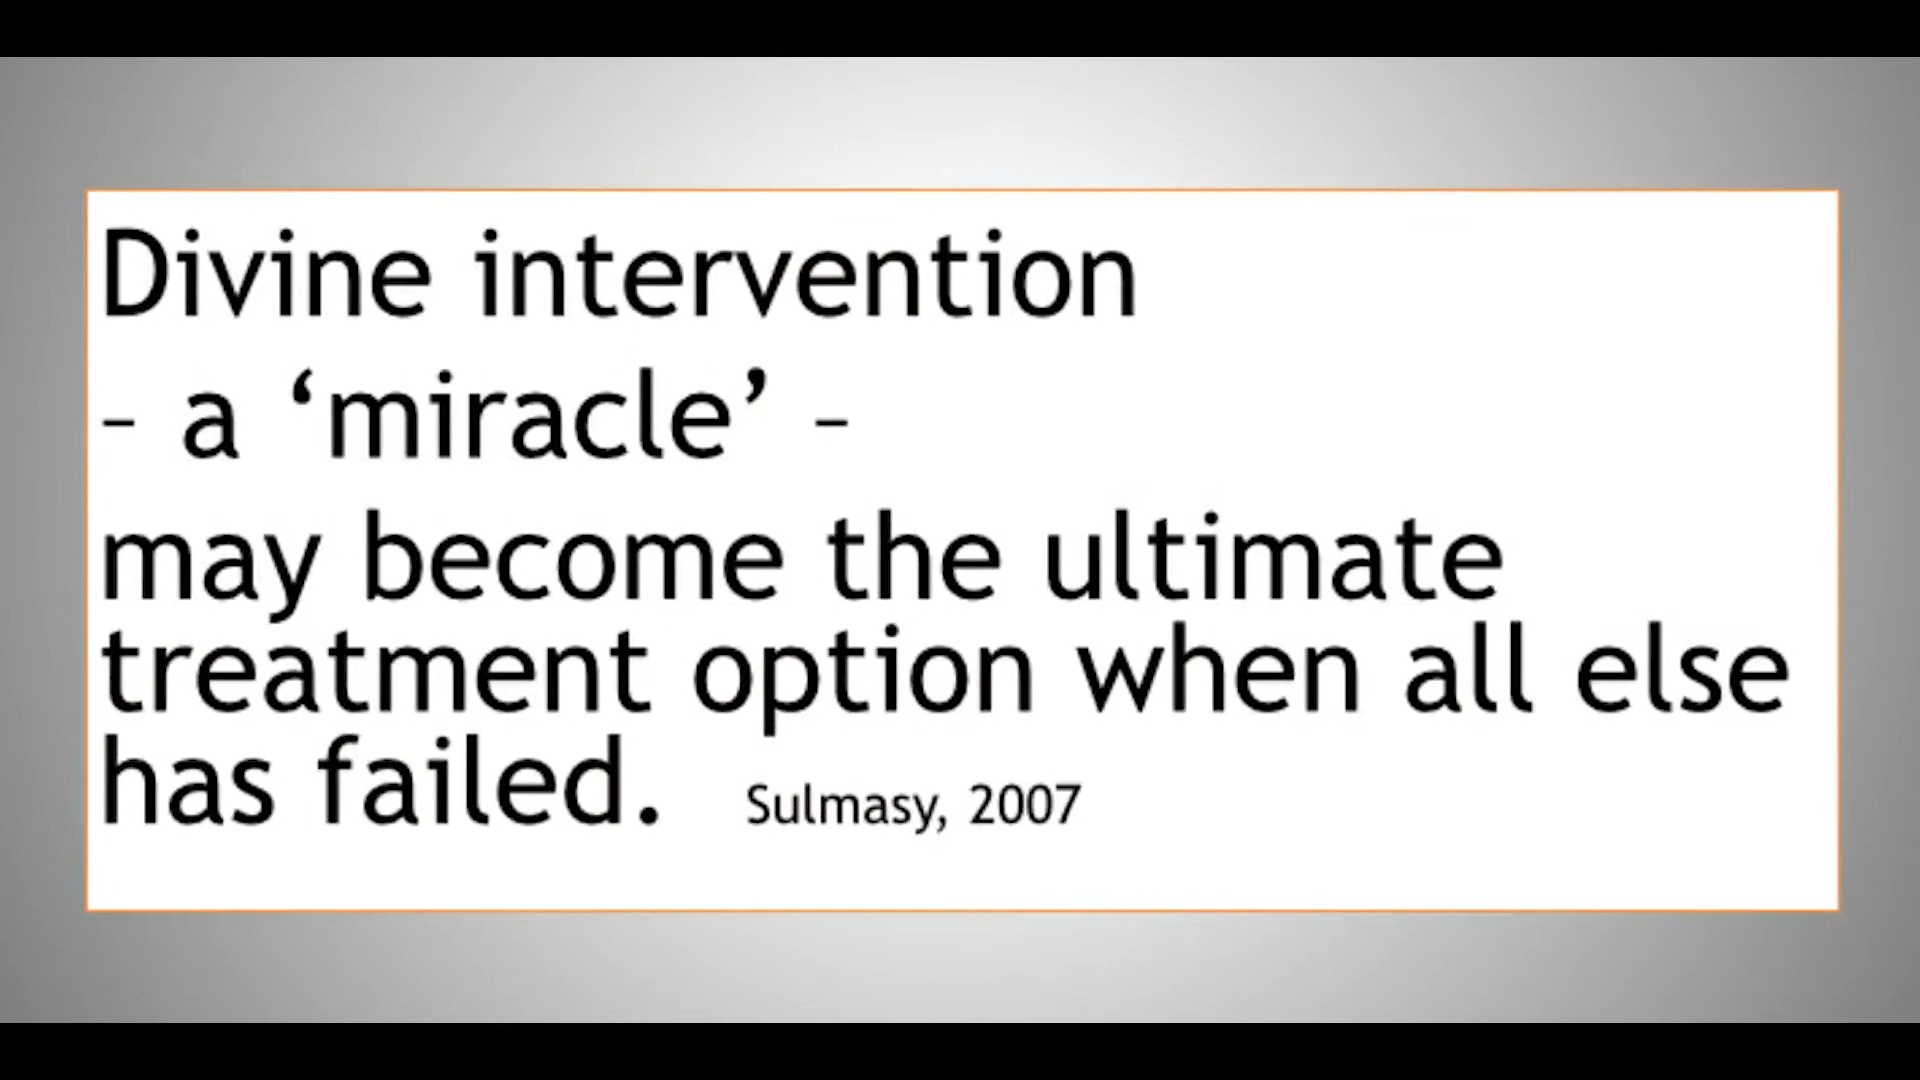 Divine intervention
– a ‘miracle’ –
may become the ultimate
treatment option when all else
has failed. Sulmasy, 2007